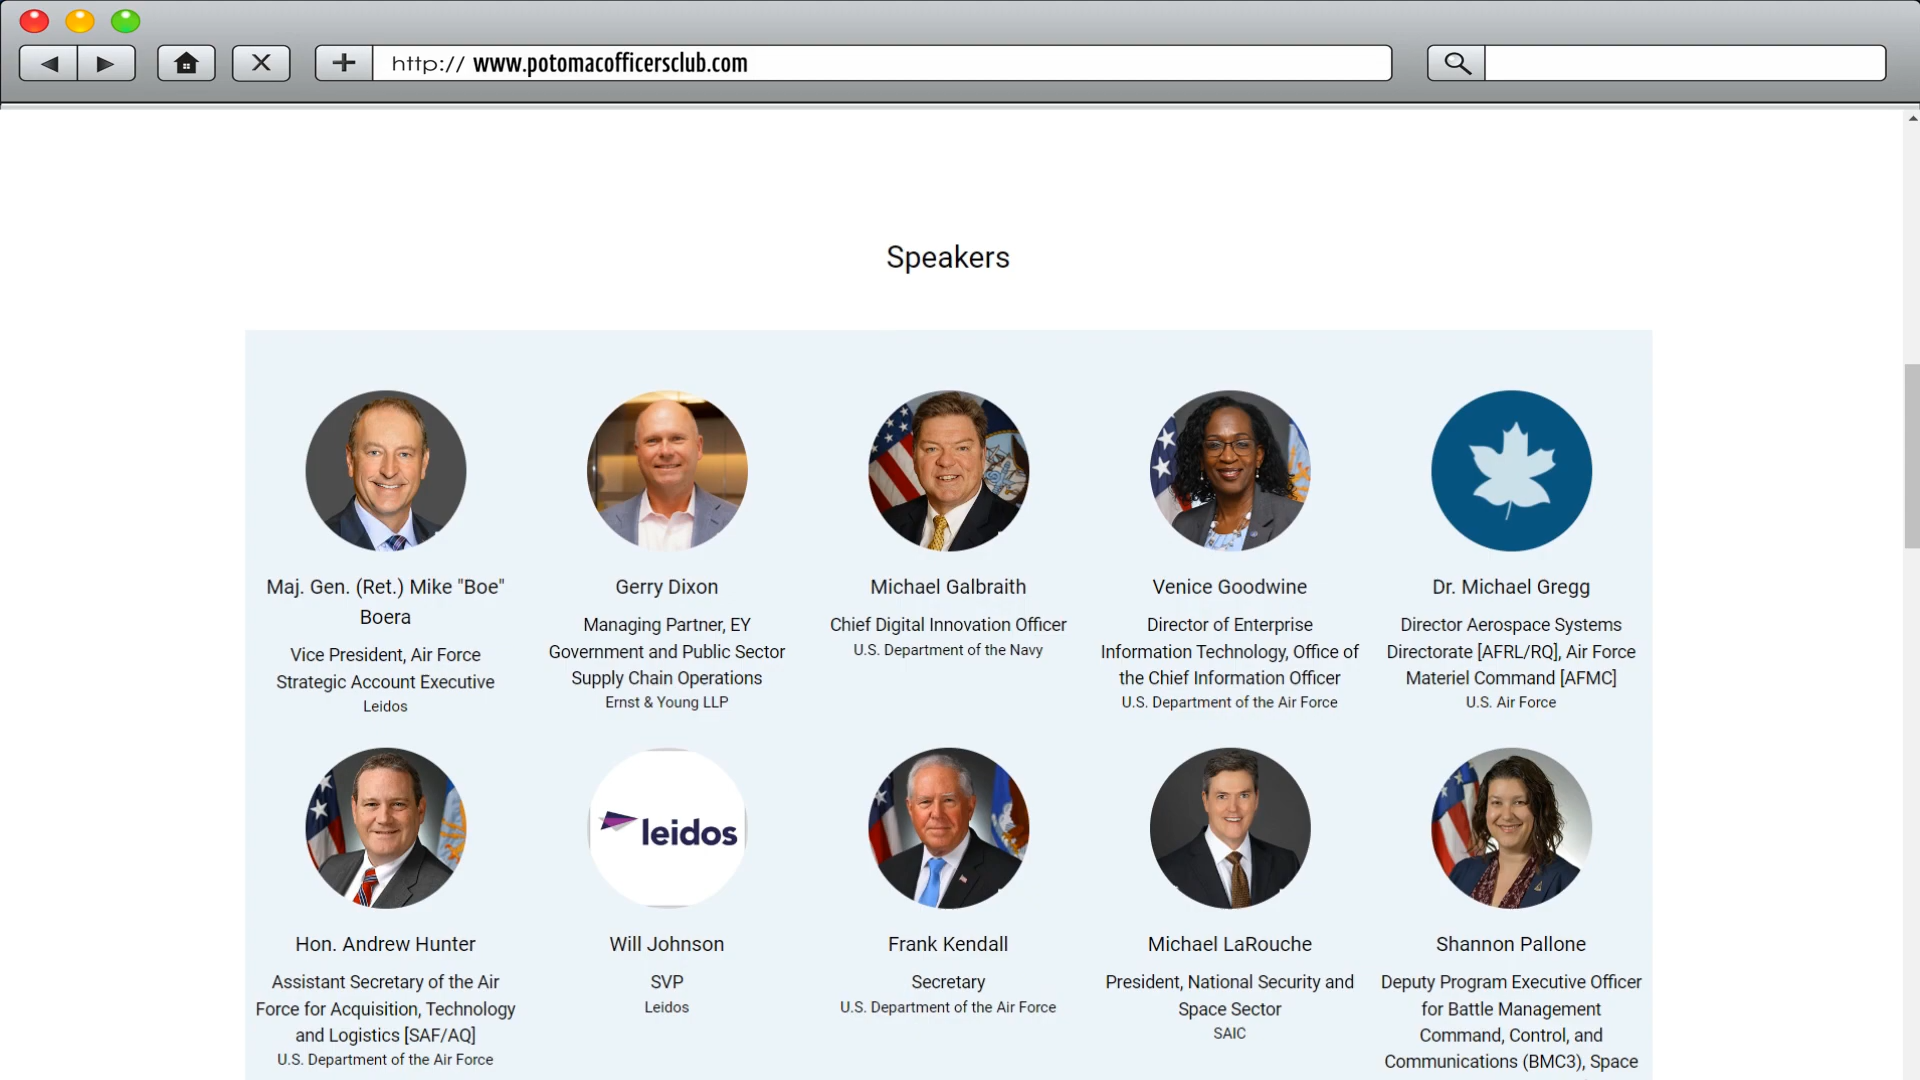 http:// www.potomacofficersclub.com
Speakers
Maj. Gen. (Ret.) Mike "Boe"
Boera
Vice President, Air Force
Strategic Account Executive
Leidos
Gerry Dixon
Managing Partner, EY
Government and Public Sector
Supply Chain Operations
Ernst & Young LLP
Michael Galbraith
Chief Digital Innovation Officer
U.S. Department of the Navy
Venice Goodwine
Director of Enterprise
Information Technology, Office of
the Chief Information Officer
U.S. Department of the Air Force
Dr. Michael Gregg
Director Aerospace Systems
Directorate [AFRL/RQ], Air Force
Materiel Command [AFMC]
U.S. Air Force
Hon. Andrew Hunter
Assistant Secretary of the Air
Force for Acquisition, Technology
and Logistics [SAF/AQ]
U.S. Department of the Air Force
leidos
Will Johnson
SVP
Leidos
Frank Kendall
Secretary
U.S. Department of the Air Force
Michael LaRouche
President, National Security and
Space Sector
SAIC
Shannon Pallone
Deputy Program Executive Officer
for Battle Management
Command, Control, and
Communications (BMC3), Space